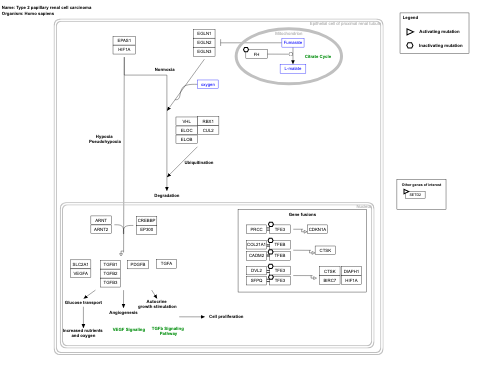 Name: Type 2 papillary renal cell carcinoma
Organism: Homo sapiens
Epithelial cell of proximal renal tubule
Legend
Activating mutation
Inactivating mutation
EPAS1
HIF1A
EGLN1
EGLN2
EGLN3
Mitochondrion
Fumarate
FH
L-malate
Citrate Cycle
Normoxia
oxygen
VHL
RBX1
ELOC
CUL2
ELOB
Hypoxia
Pseudohypoxia
Ubiquitination
Degradation
Other genes of interest
SETD2
Nucleus
ARNT
ARNT2
CREBBP
EP300
SLC2A1
VEGFA
TGFB1
TGFB2
TGFB3
PDGFB
TGFA
Glucose transport
Angiogenesis
Autocrine
growth stimulation
Increased nutrients
and oxygen
VEGF Signaling
TGFb Signaling
Pathway
Cell proliferation
Gene fusions
PRCC
TFE3
CDKN1A
COL21A1
TFEB
CADM2
TFEB
CTSK
DVL2
TFE3
SFPQ
TFE3
CTSK
DIAPH1
BIRC7
HIF1A